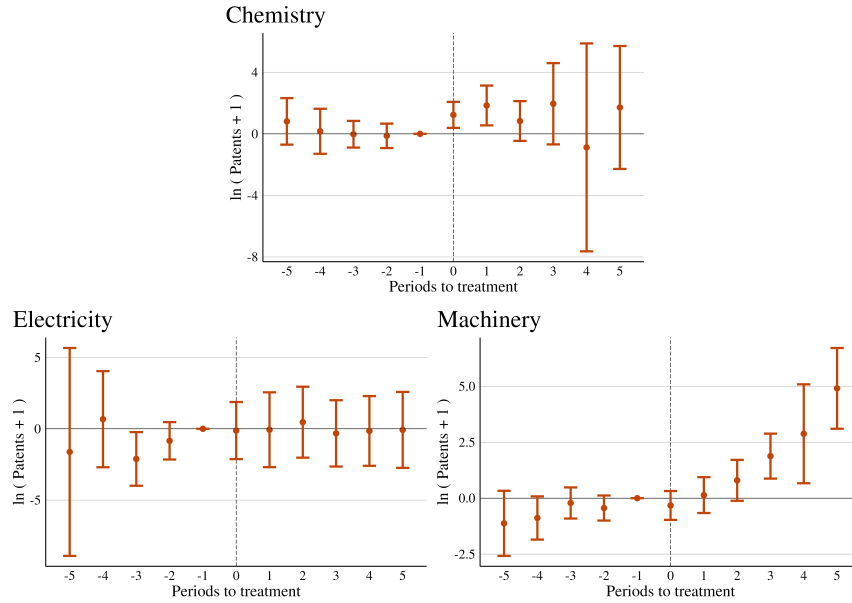 Chemistry
ln ( Patents + 1 )
4
0
-4
-8
-5 -4 -3 -2 -1 0 1 2 3 4 5
Periods to treatment
Electricity
ln ( Patents + 1 )
5
0
-5
-5 -4 -3 -2 -1 0 1 2 3 4 5
Periods to treatment
Machinery
ln ( Patents + 1 )
5.0
2.5
0.0
-2.5
-5 -4 -3 -2 -1 0 1 2 3 4 5
Periods to treatment